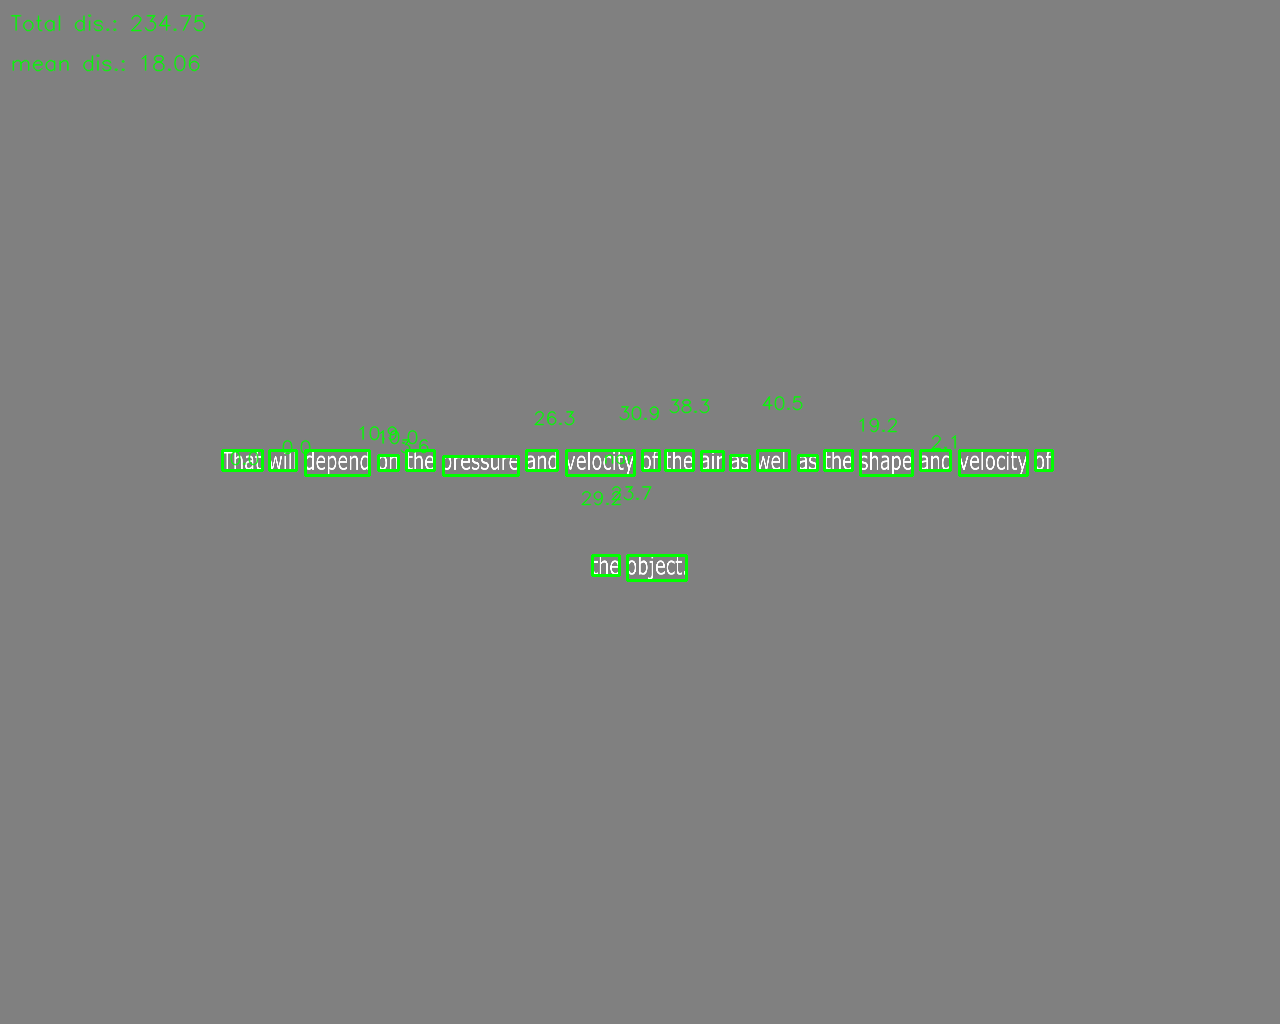 Total dis.: 234.75
mean dis.: 18.06
40.5
38.3
30.9
26.3
19.2
10.9
10.0
2.1
0.0
That will depend on the pressure and velocity of the air as well as the shape and velocity of
23.7
29.2
the object.